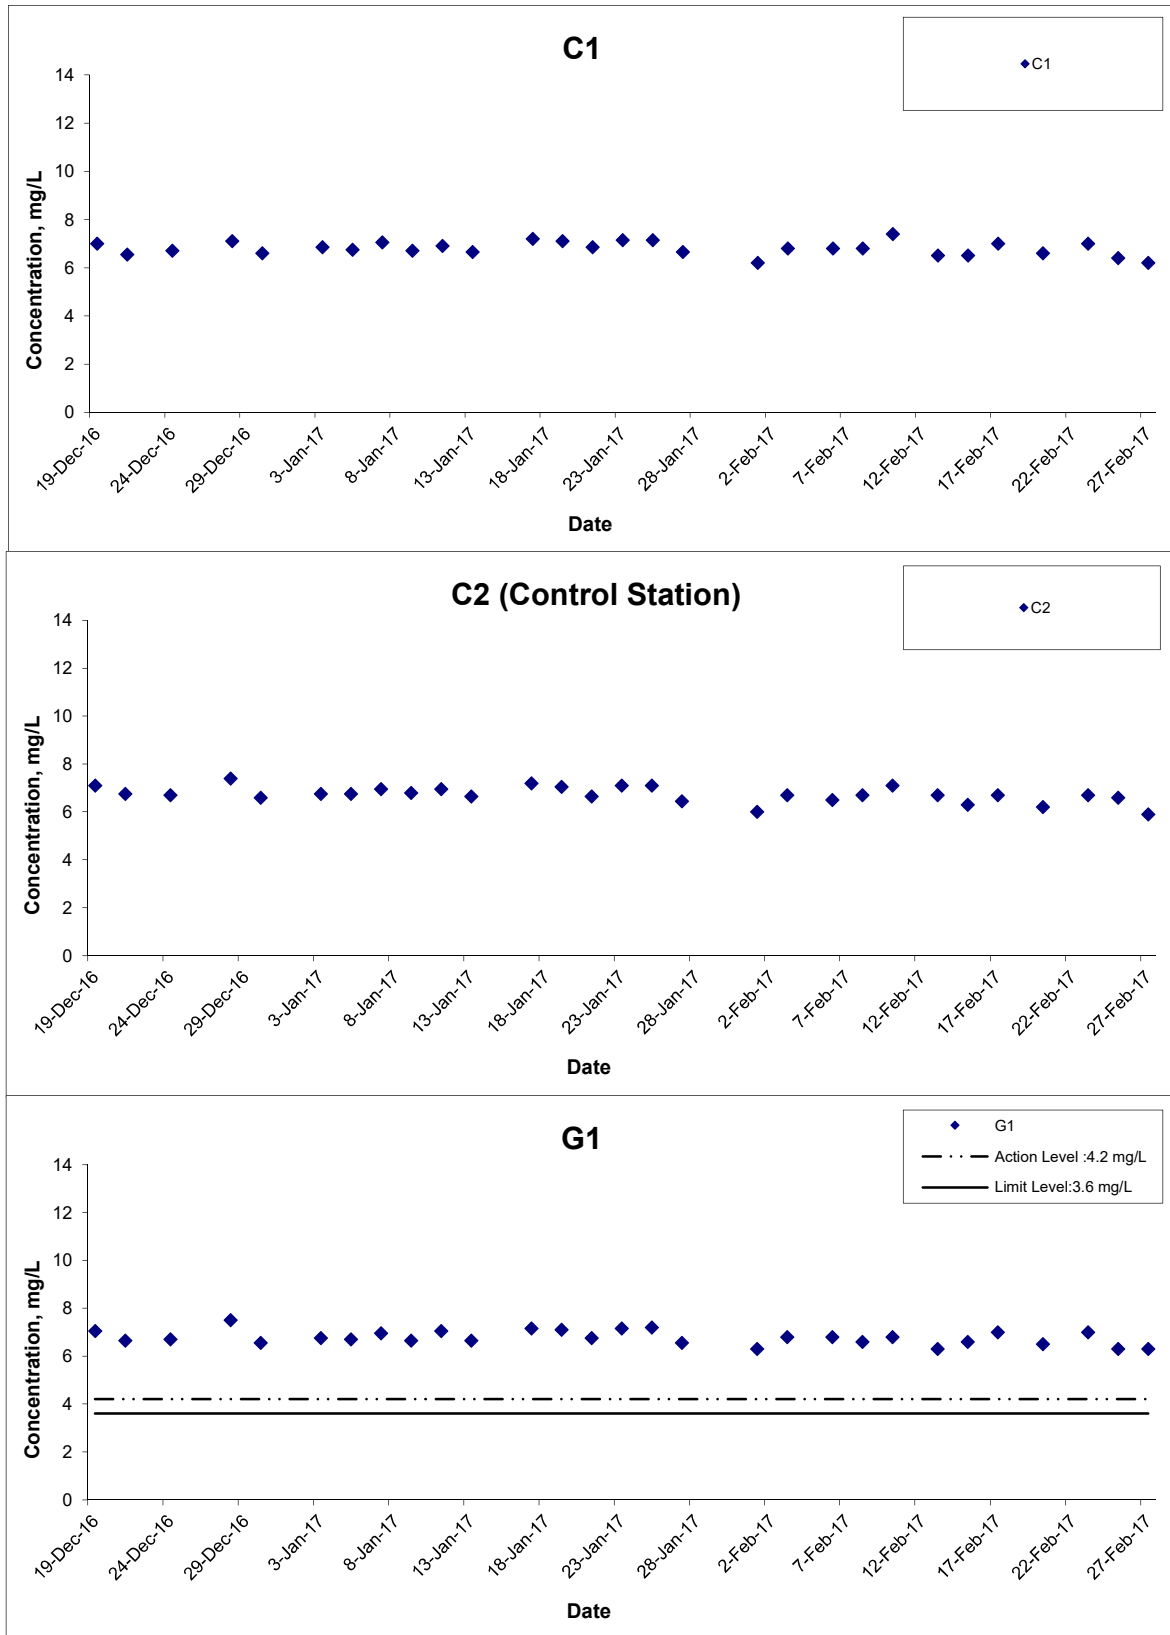 C1
C1
14
12
10
8
6
4
2
0
Concentration, mg/L
19-Dec-16
24-Dec-16
29-Dec-16
3-Jan-17
8-Jan-17
13-Jan-17
18-Jan-17
23-Jan-17
28-Jan-17
2-Feb-17
7-Feb-17
12-Feb-17
17-Feb-17
22-Feb-17
27-Feb-17
Date
C2 (Control Station)
C2
14
12
10
8
6
4
2
0
Concentration, mg/L
19-Dec-16
24-Dec-16
29-Dec-16
3-Jan-17
8-Jan-17
13-Jan-17
18-Jan-17
23-Jan-17
28-Jan-17
2-Feb-17
7-Feb-17
12-Feb-17
17-Feb-17
22-Feb-17
27-Feb-17
Date
G1
G1
Action Level :4.2 mg/L
Limit Level:3.6 mg/L
14
12
10
8
6
4
2
0
Concentration, mg/L
19-Dec-16
24-Dec-16
29-Dec-16
3-Jan-17
8-Jan-17
13-Jan-17
18-Jan-17
23-Jan-17
28-Jan-17
2-Feb-17
7-Feb-17
12-Feb-17
17-Feb-17
22-Feb-17
27-Feb-17
Date